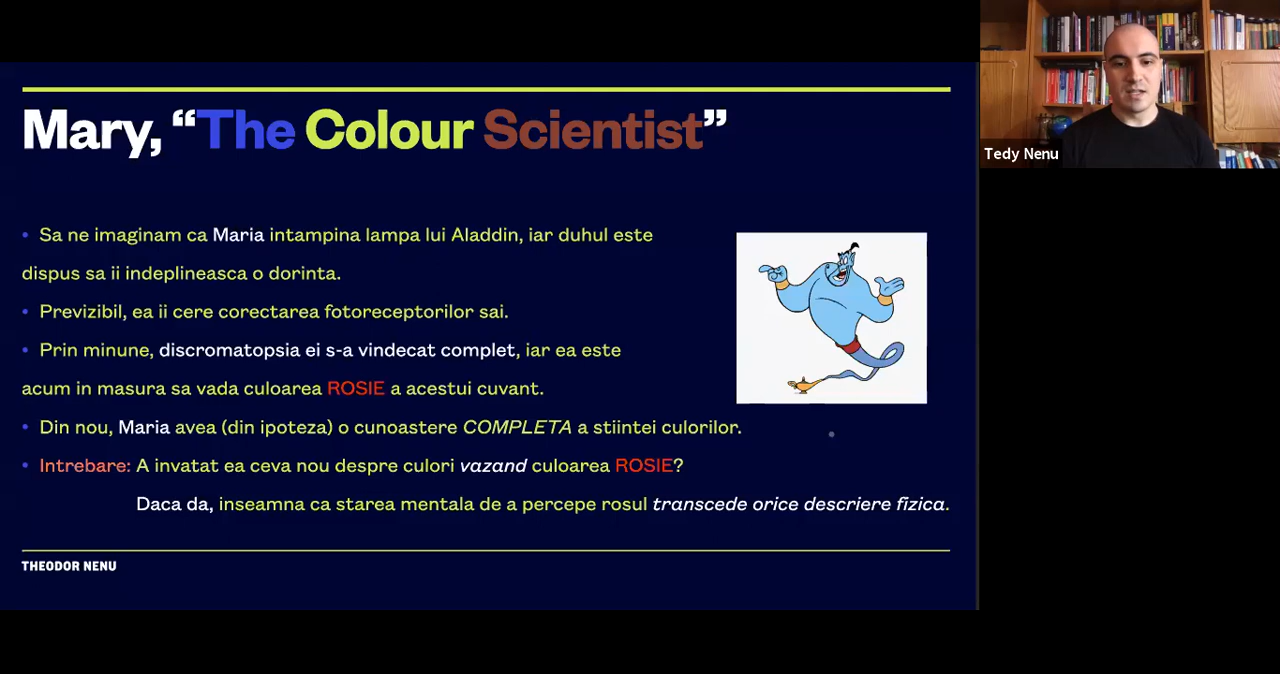 Mary, “The Colour Scientist”
Tedy Nenu
• Sa ne imaginam ca Maria intampina lampa lui Aladdin, iar duhul este
dispus sa ii indeplineasca o dorinta.
• Previzibil, ea ii cere corectarea fotoreceptorilor sai.
• Prin minune, discromatopsia ei s-a vindecat complet, iar ea este
acum in masura sa vada culoarea ROSIE a acestui cuvant.
• Din nou, Maria avea (din ipoteza) o cunoastere COMPLETA a stiintei culorilor.
• Intrebare: A invatat ea ceva nou despre culori vazand culoarea ROSIE?
Daca da, inseamna ca starea mentala de a percepe rosul transcede orice descriere fizica.
THEODOR NENU